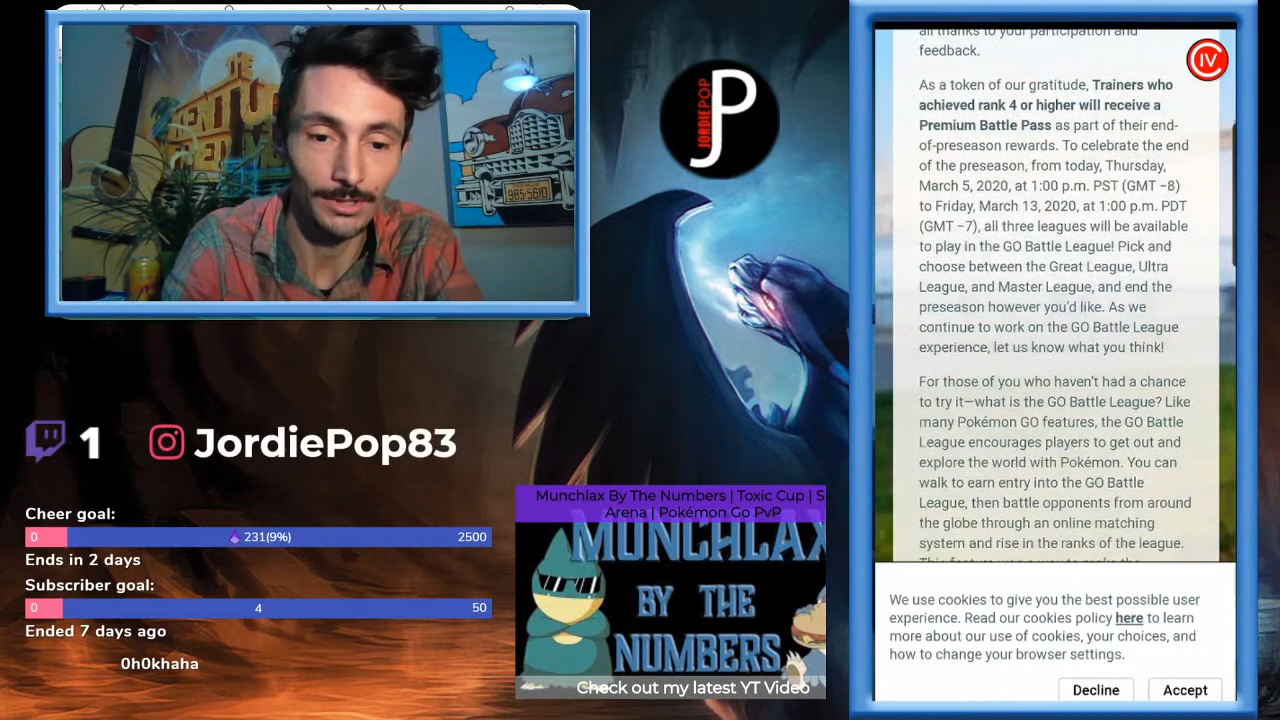 985·5610
JORDIEPOP
JP
1
JordiePop83
Cheer goal:
0
231(9%)
2500
Ends in 2 days
Subscriber goal:
0
4
50
Ended 7 days ago
0h0khaha
Munchlax By The Numbers | Toxic Cup | S
Arena | Pokémon Go PvP
MUNCHLAX
BY THE
NUMBERS
Check out my latest YT Video
CIV
all thanks to your participation and
feedback.
As a token of our gratitude, Trainers who
achieved rank 4 or higher will receive a
Premium Battle Pass as part of their end-
of-preseason rewards. To celebrate the end
of the preseason, from today, Thursday,
March 5, 2020, at 1:00 p.m. PST (GMT −8)
to Friday, March 13, 2020, at 1:00 p.m. PDT
(GMT −7), all three leagues will be available
to play in the GO Battle League! Pick and
choose between the Great League, Ultra
League, and Master League, and end the
preseason however you'd like. As we
continue to work on the GO Battle League
experience, let us know what you think!
For those of you who haven't had a chance
to try it—what is the GO Battle League? Like
many Pokémon GO features, the GO Battle
League encourages players to get out and
explore the world with Pokémon. You can
walk to earn entry into the GO Battle
League, then battle opponents from around
the globe through an online matching
system and rise in the ranks of the league.
We use cookies to give you the best possible user
experience. Read our cookies policy here to learn
more about our use of cookies, your choices, and
how to change your browser settings.
Decline
Accept